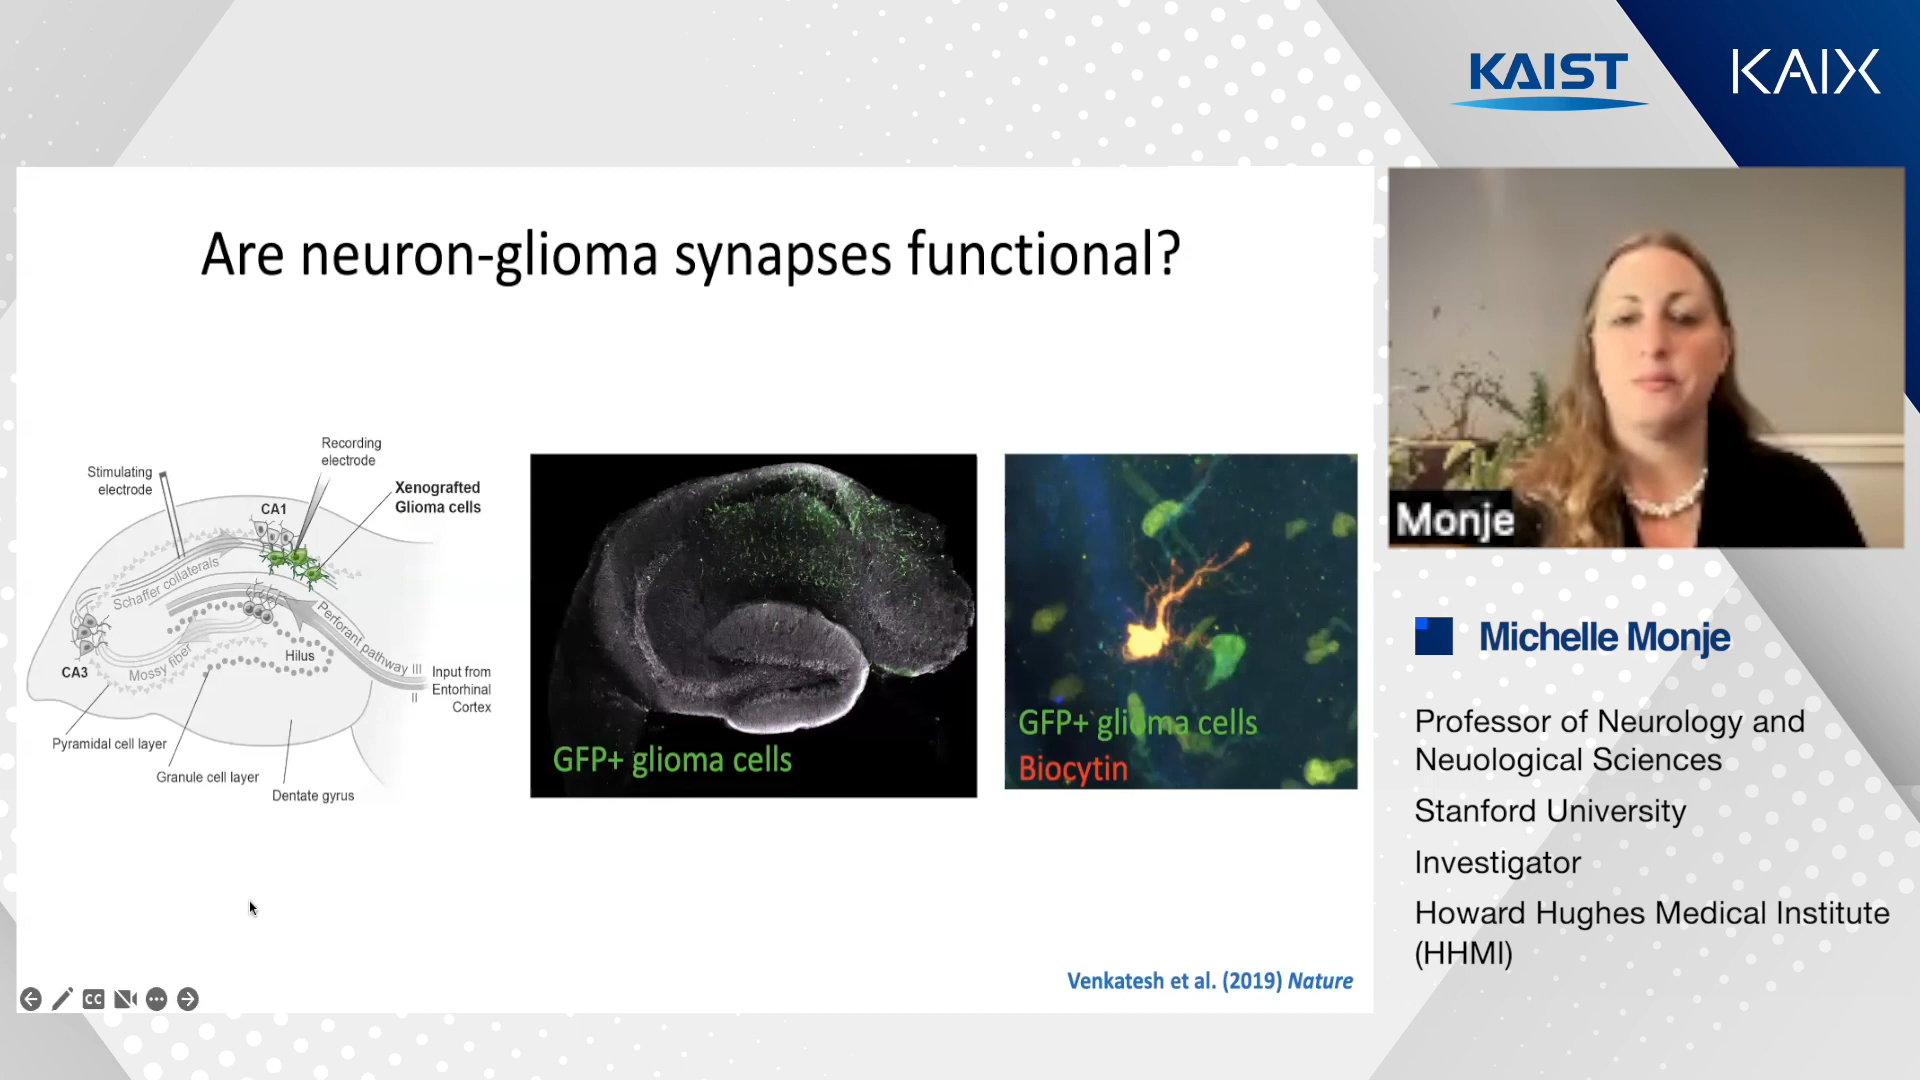 KAIST
KAIX
Are neuron-glioma synapses functional?
Recording
electrode
Stimulating
electrode
Xenografted
Glioma cells
CA1
Schaffer collaterals
Perforant pathway
III
II
Input from
Entorhinal
Cortex
Hilus
Mossy fiber
CA3
Pyramidal cell layer
Granule cell layer
Dentate gyrus
GFP+ glioma cells
GFP+ glioma cells
Biocytin
Venkatesh et al. (2019) Nature
CC
Monje
Michelle Monje
Professor of Neurology and
Neuological Sciences
Stanford University
Investigator
Howard Hughes Medical Institute
(HHMI)